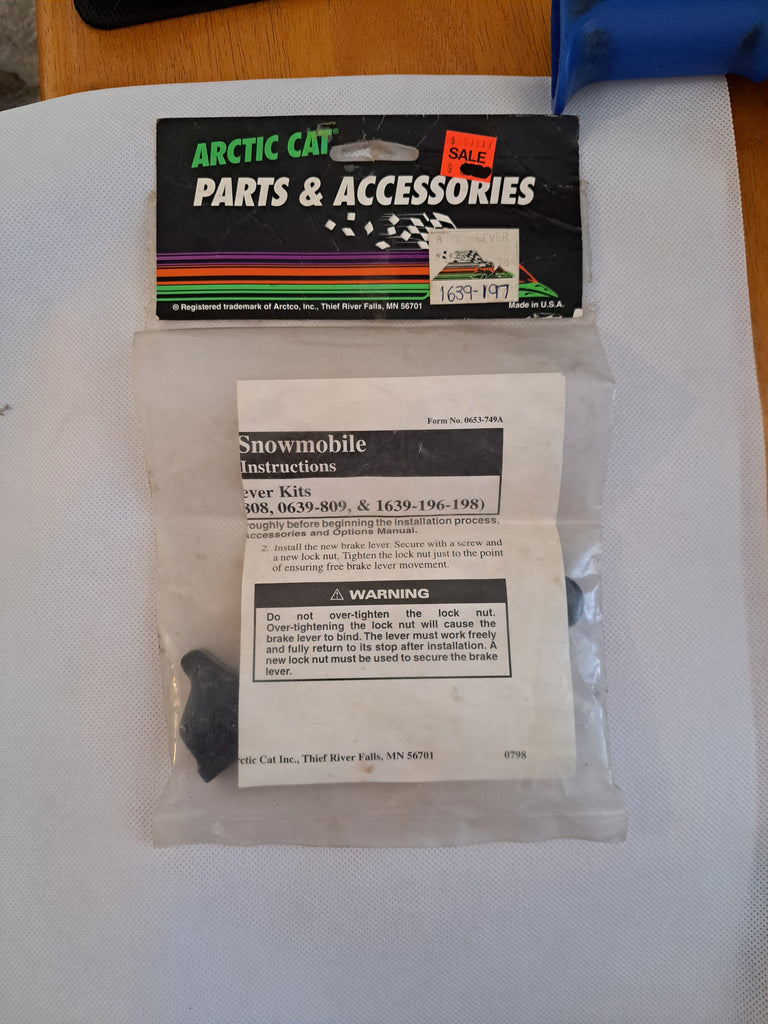 ARCTIC CAT®
SALE
PARTS & ACCESSORIES
LEVER
1639-197
® Registered trademark of Arctco, Inc., Thief River Falls, MN 56701
Made in U.S.A.
Form No. 0653-749A
Snowmobile
Instructions
ever Kits
808, 0639-809, & 1639-196-198)
roughly before beginning the installation process.
Accessories and Options Manual.
2. Install the new brake lever. Secure with a screw and
a new lock nut. Tighten the lock nut just to the point
of ensuring free brake lever movement.
⚠ WARNING
Do not over-tighten the lock nut.
Over-tightening the lock nut will cause the
brake lever to bind. The lever must work freely
and fully return to its stop after installation. A
new lock nut must be used to secure the brake
lever.
rctic Cat Inc., Thief River Falls, MN 56701
0798